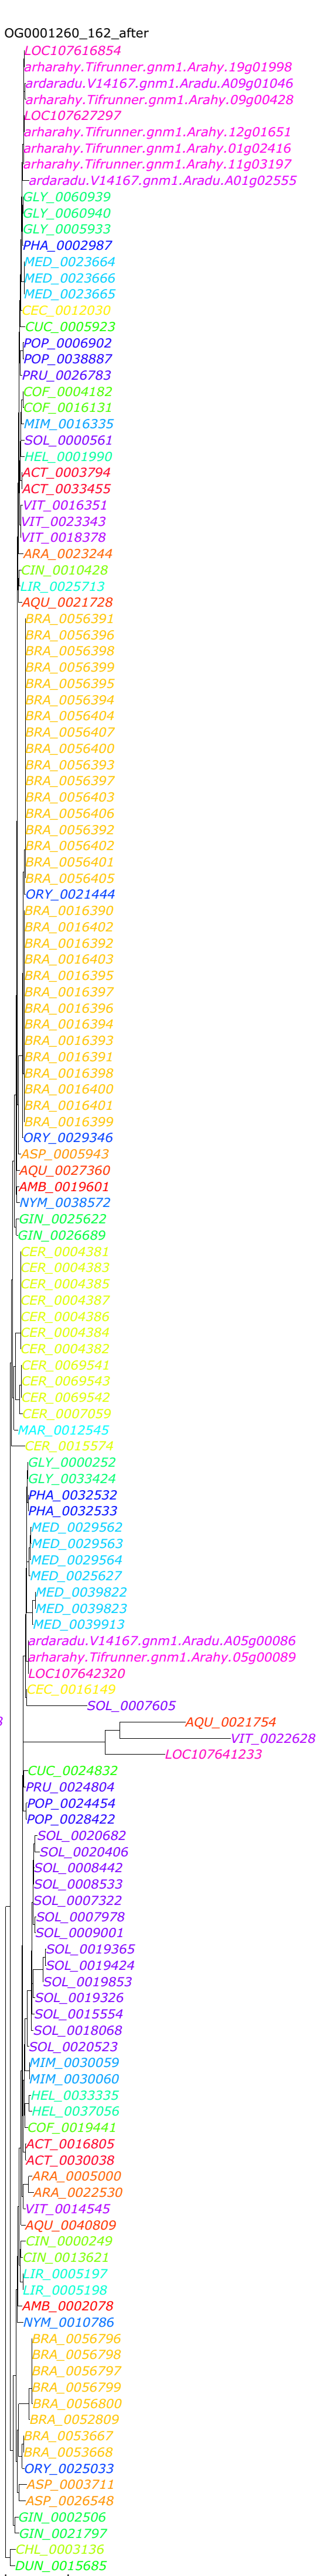 OG0001260_162_after
LOC107616854
arharahy.Tifrunner.gnm1.Arahy.19g01998
ardaradu.V14167.gnm1.Aradu.A09g01046
arharahy.Tifrunner.gnm1.Arahy.09g00428
LOC107627297
arharahy.Tifrunner.gnm1.Arahy.12g01651
arharahy.Tifrunner.gnm1.Arahy.01g02416
arharahy.Tifrunner.gnm1.Arahy.11g03197
ardaradu.V14167.gnm1.Aradu.A01g02555
GLY_0060939
GLY_0060940
GLY_0005933
PHA_0002987
MED_0023664
MED_0023666
MED_0023665
CEC_0012030
CUC_0005923
POP_0006902
POP_0038887
PRU_0026783
COF_0004182
COF_0016131
MIM_0016335
SOL_0000561
HEL_0001990
ACT_0003794
ACT_0033455
VIT_0016351
VIT_0023343
VIT_0018378
ARA_0023244
CIN_0010428
LIR_0025713
AQU_0021728
BRA_0056391
BRA_0056396
BRA_0056398
BRA_0056399
BRA_0056395
BRA_0056394
BRA_0056404
BRA_0056407
BRA_0056400
BRA_0056393
BRA_0056397
BRA_0056403
BRA_0056406
BRA_0056392
BRA_0056402
BRA_0056401
BRA_0056405
ORY_0021444
BRA_0016390
BRA_0016402
BRA_0016392
BRA_0016403
BRA_0016395
BRA_0016397
BRA_0016396
BRA_0016394
BRA_0016393
BRA_0016391
BRA_0016398
BRA_0016400
BRA_0016401
BRA_0016399
ORY_0029346
ASP_0005943
AQU_0027360
AMB_0019601
NYM_0038572
GIN_0025622
GIN_0026689
CER_0004381
CER_0004383
CER_0004385
CER_0004387
CER_0004386
CER_0004384
CER_0004382
CER_0069541
CER_0069543
CER_0069542
CER_0007059
MAR_0012545
CER_0015574
GLY_0000252
GLY_0033424
PHA_0032532
PHA_0032533
MED_0029562
MED_0029563
MED_0029564
MED_0025627
MED_0039822
MED_0039823
MED_0039913
ardaradu.V14167.gnm1.Aradu.A05g00086
arharahy.Tifrunner.gnm1.Arahy.05g00089
LOC107642320
CEC_0016149
SOL_0007605
AQU_0021754
VIT_0022628
LOC107641233
CUC_0024832
PRU_0024804
POP_0024454
POP_0028422
SOL_0020682
SOL_0020406
SOL_0008442
SOL_0008533
SOL_0007322
SOL_0007978
SOL_0009001
SOL_0019365
SOL_0019424
SOL_0019853
SOL_0019326
SOL_0015554
SOL_0018068
SOL_0020523
MIM_0030059
MIM_0030060
HEL_0033335
HEL_0037056
COF_0019441
ACT_0016805
ACT_0030038
ARA_0005000
ARA_0022530
VIT_0014545
AQU_0040809
CIN_0000249
CIN_0013621
LIR_0005197
LIR_0005198
AMB_0002078
NYM_0010786
BRA_0056796
BRA_0056798
BRA_0056797
BRA_0056799
BRA_0056800
BRA_0052809
BRA_0053667
BRA_0053668
ORY_0025033
ASP_0003711
ASP_0026548
GIN_0002506
GIN_0021797
CHL_0003136
DUN_0015685